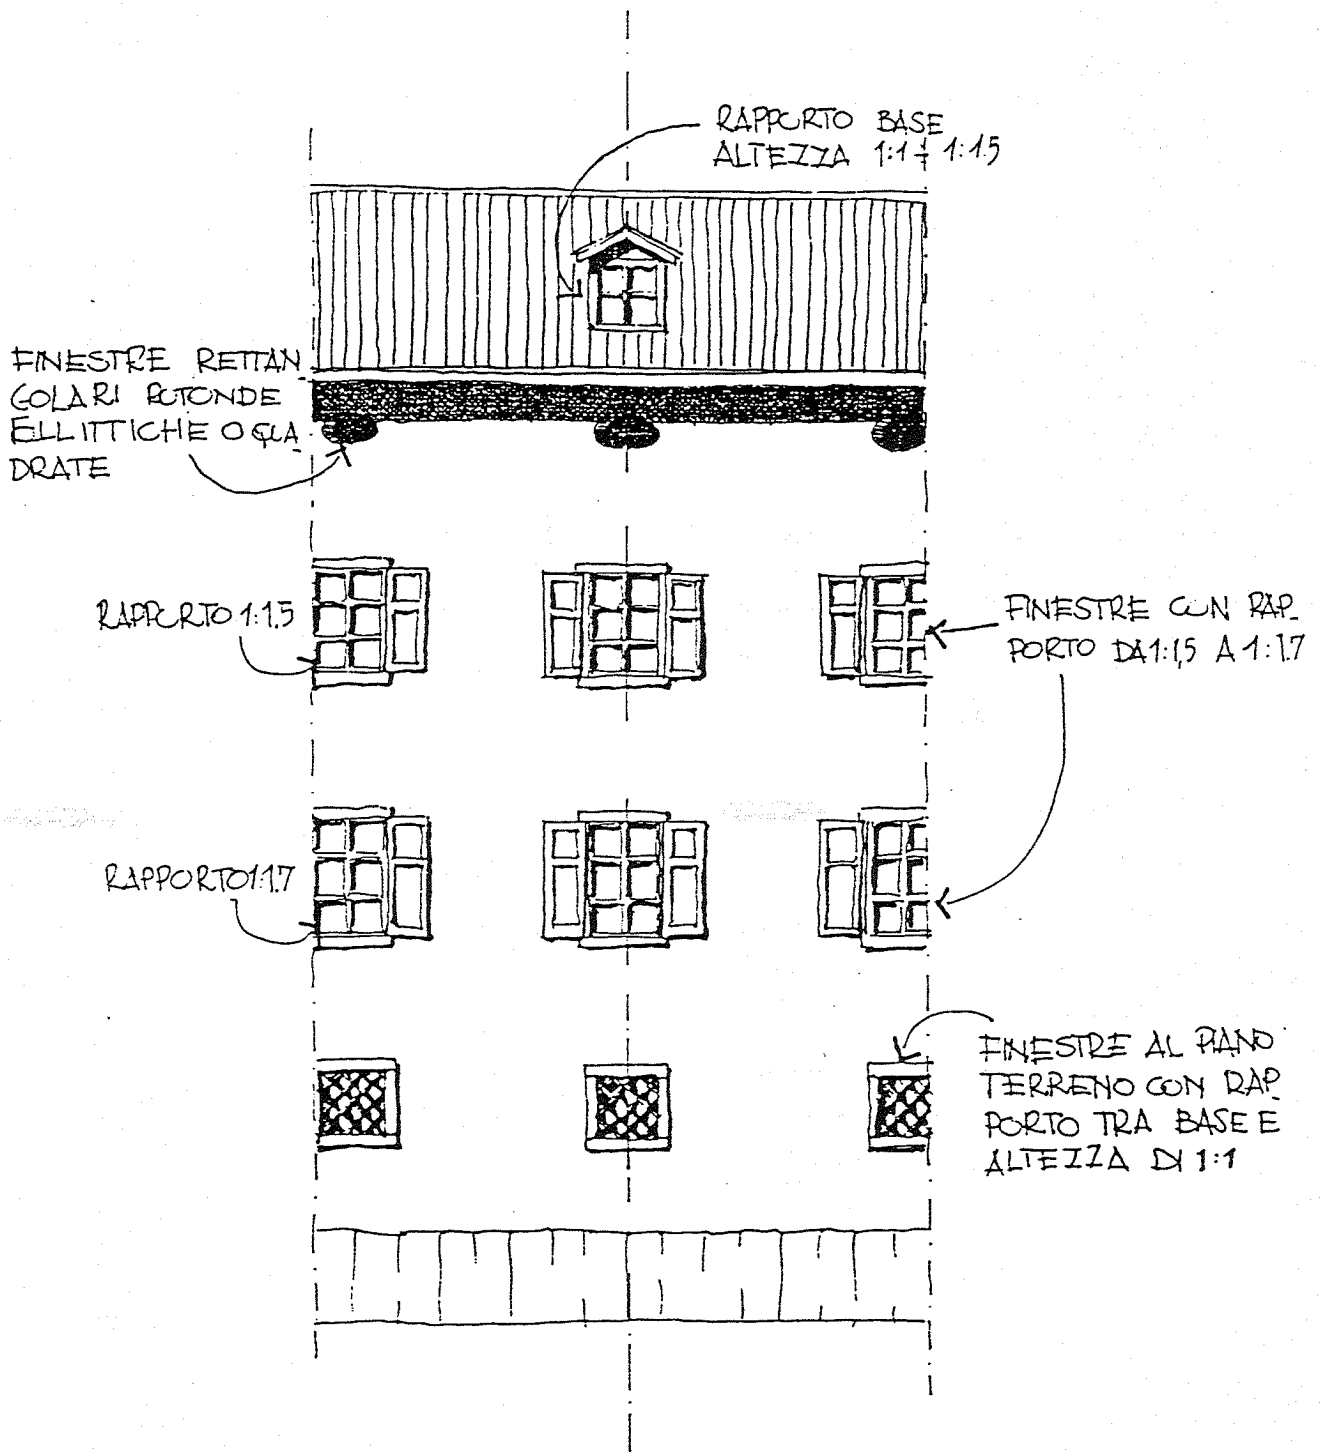 RAPPORTO BASE
ALTEZZA 1:1 ÷ 1:1.5
FINESTRE RETTAN
GOLARI ROTONDE
ELLITTICHE O QUA
DRATE
RAPPORTO 1:1.5
FINESTRE CON RAP-
PORTO DA 1:1,5 A 1:1.7
RAPPORTO 1:1.7
FINESTRE AL PIANO
TERRENO CON RAP-
PORTO TRA BASE E
ALTEZZA DI 1:1